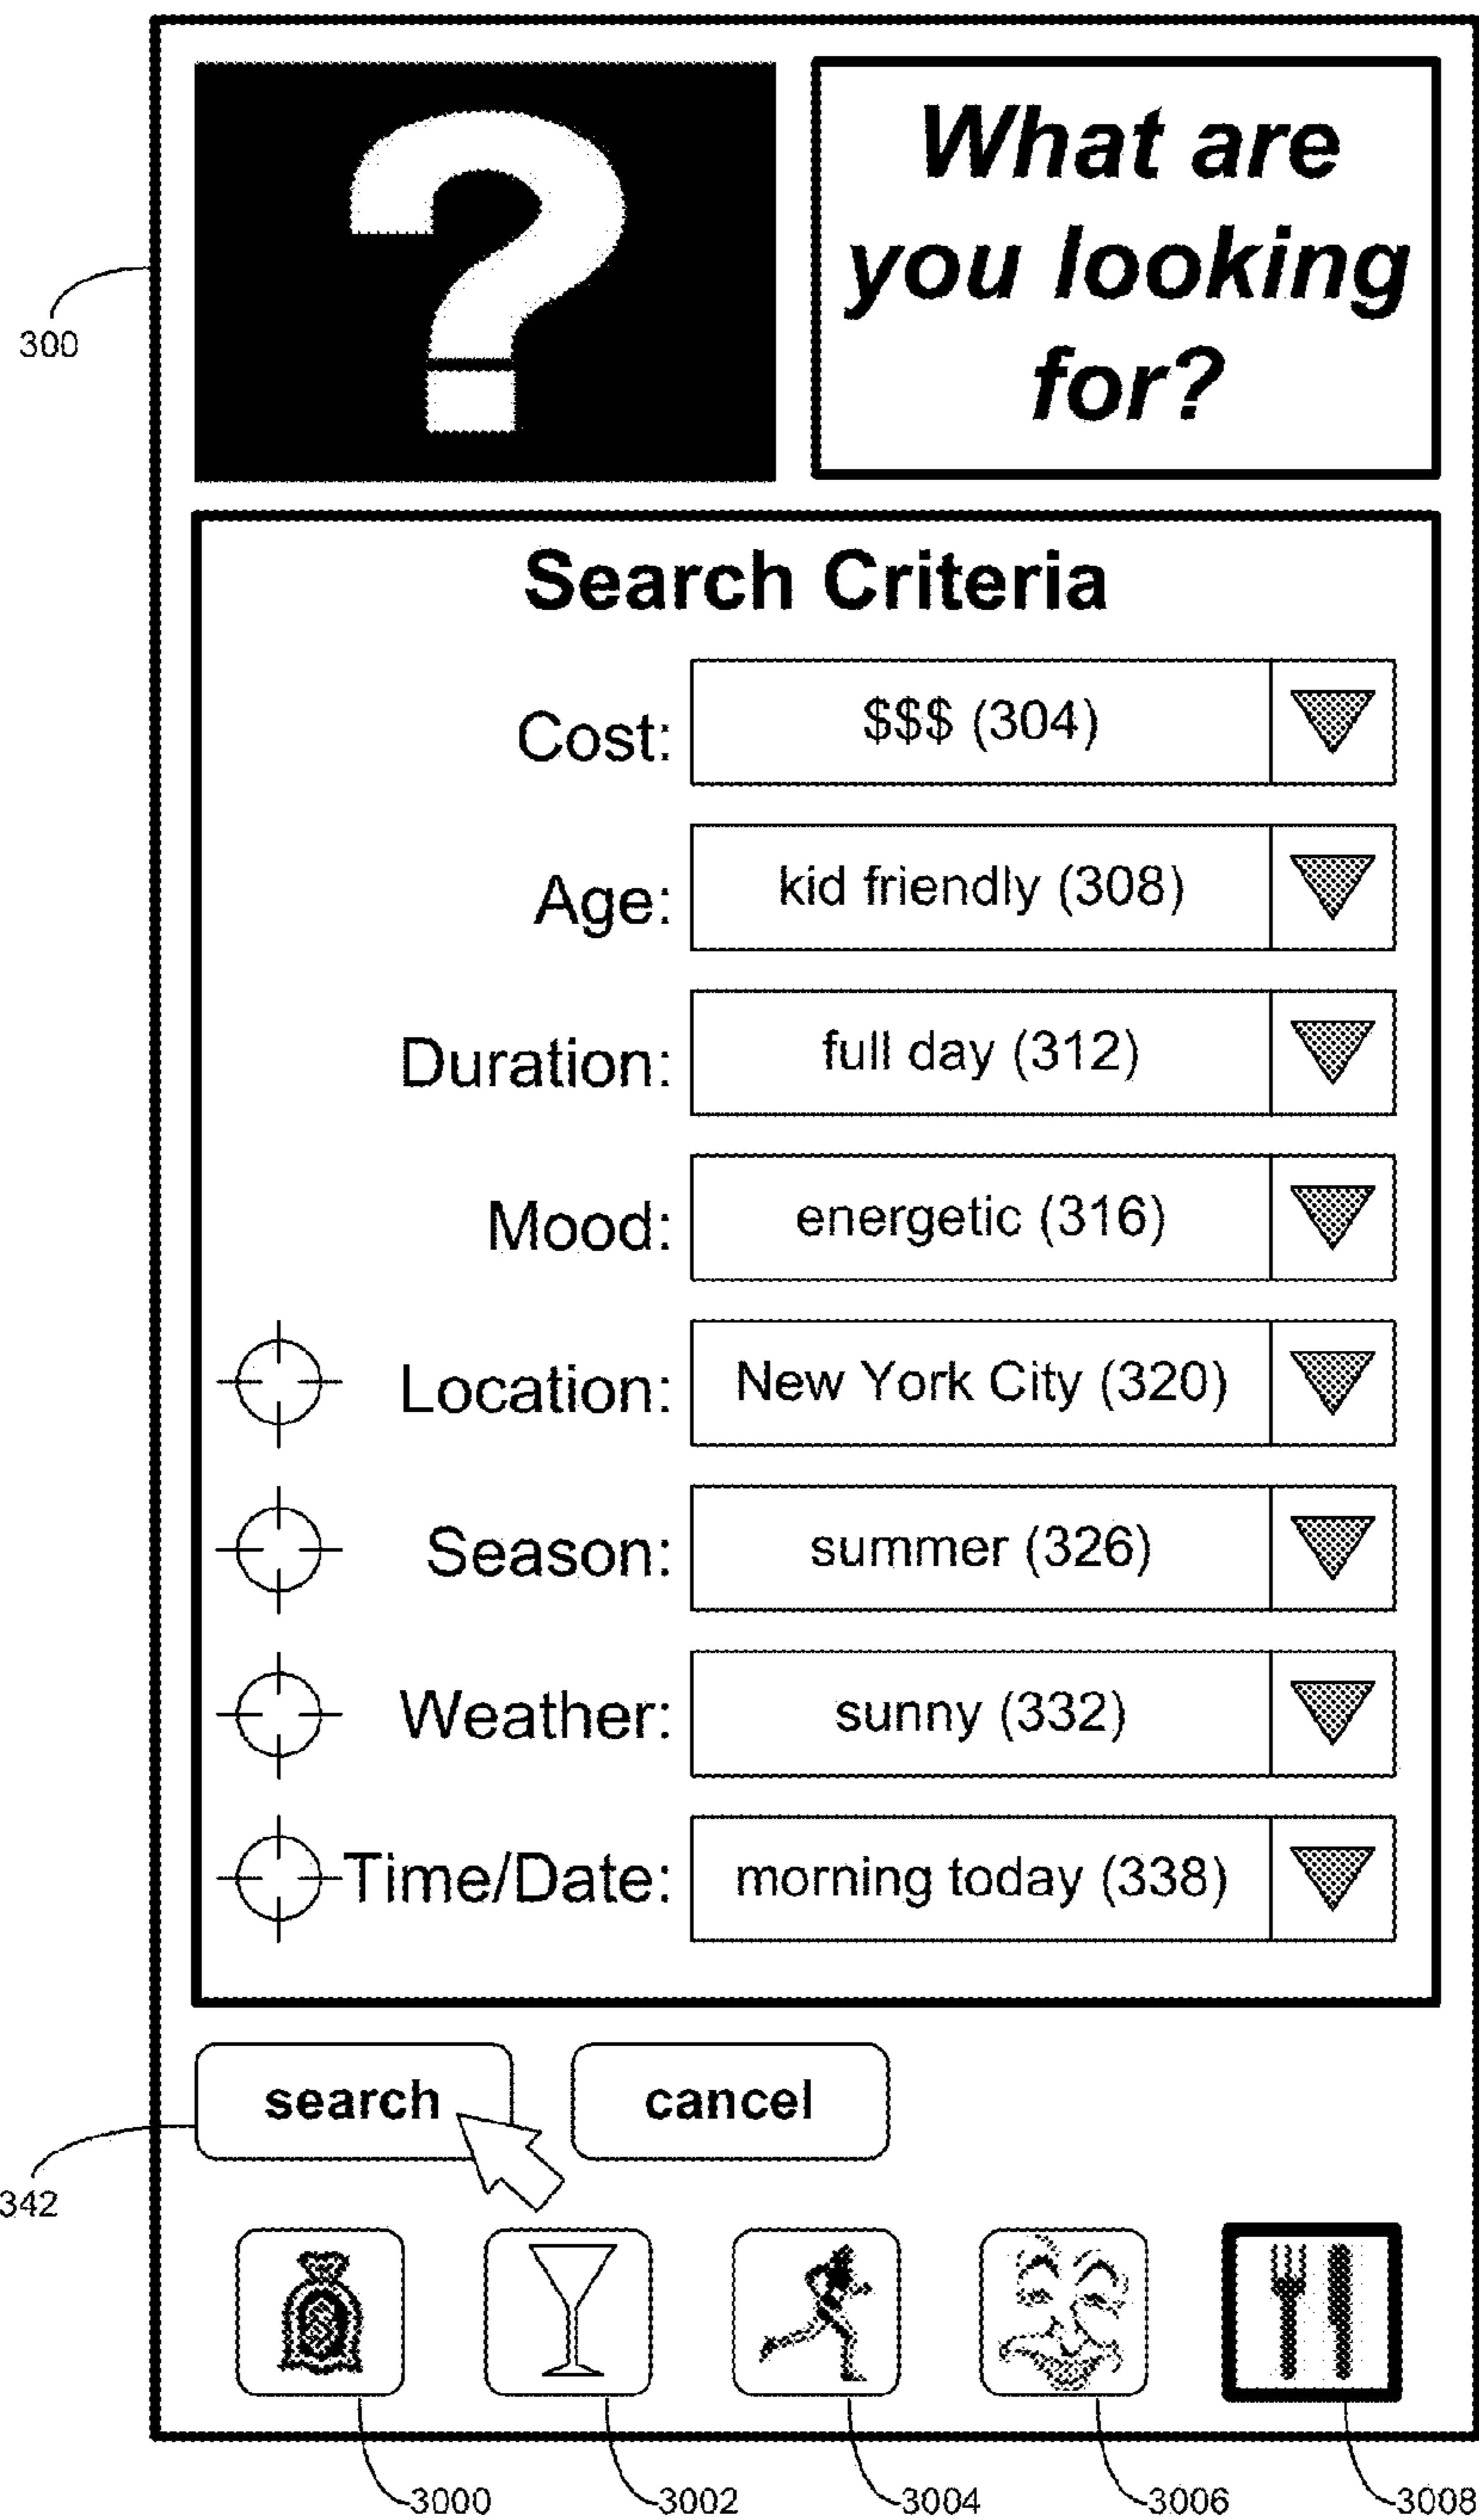 ?
What are
you looking
for?
300
Search Criteria
Cost: $$$ (304)
Age: kid friendly (308)
Duration: full day (312)
Mood: energetic (316)
Location: New York City (320)
Season: summer (326)
Weather: sunny (332)
Time/Date: morning today (338)
search cancel
342
3000 3002 3004 3006 3008